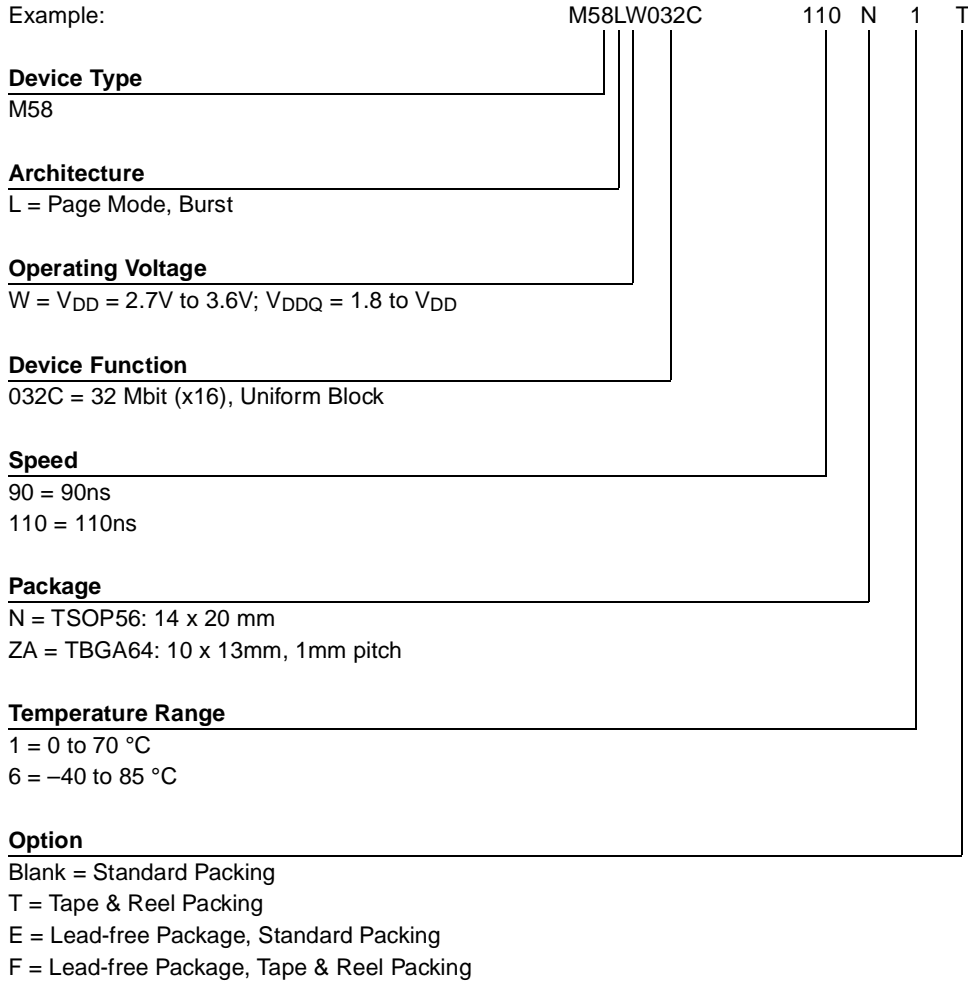 Example: M58LW032C 110 N 1 T
Device Type
M58
Architecture
L = Page Mode, Burst
Operating Voltage
W = VDD = 2.7V to 3.6V; VDDQ = 1.8 to VDD
Device Function
032C = 32 Mbit (x16), Uniform Block
Speed
90 = 90ns
110 = 110ns
Package
N = TSOP56: 14 x 20 mm
ZA = TBGA64: 10 x 13mm, 1mm pitch
Temperature Range
1 = 0 to 70 °C
6 = –40 to 85 °C
Option
Blank = Standard Packing
T = Tape & Reel Packing
E = Lead-free Package, Standard Packing
F = Lead-free Package, Tape & Reel Packing